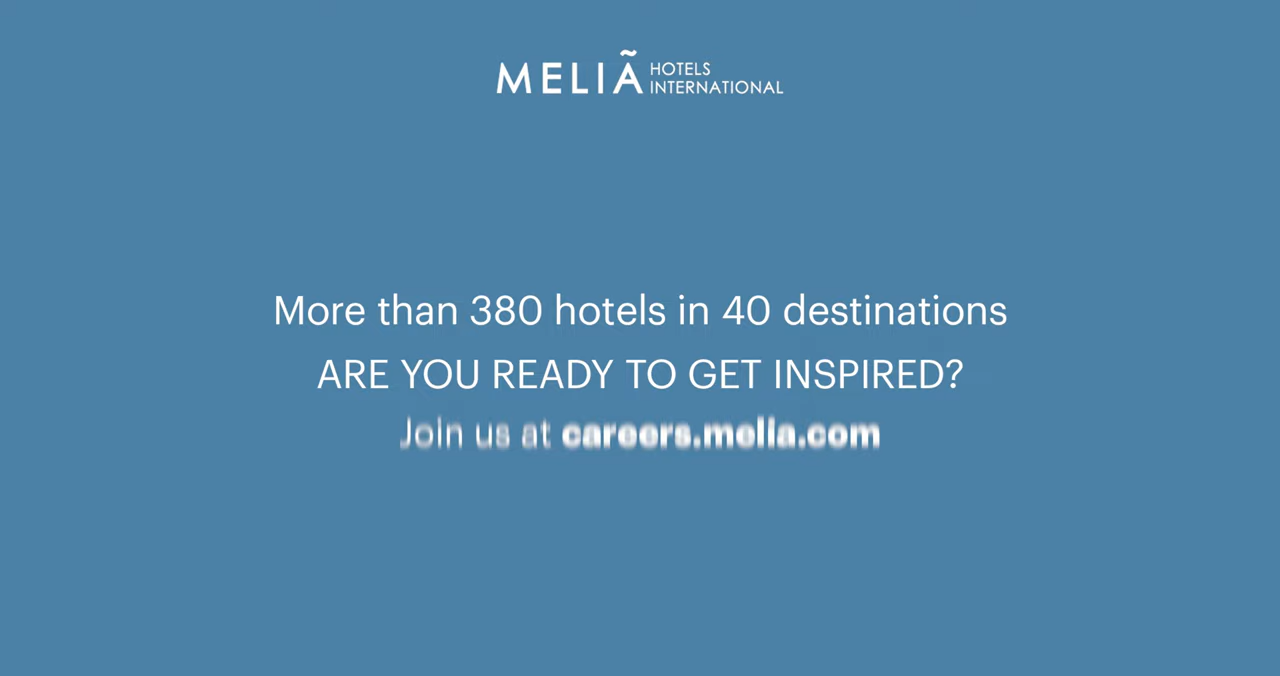 MELIÃ HOTELS INTERNATIONAL
More than 380 hotels in 40 destinations
ARE YOU READY TO GET INSPIRED?
Join us at careers.melia.com